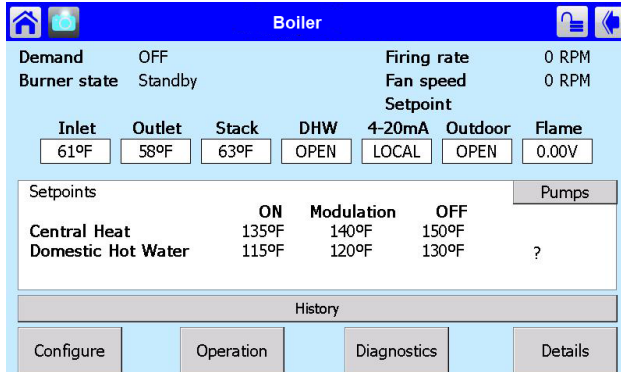 Boiler
Demand OFF Firing rate 0 RPM
Burner state Standby Fan speed 0 RPM
Setpoint
Inlet Outlet Stack DHW 4-20mA Outdoor Flame
61ºF 58ºF 63ºF OPEN LOCAL OPEN 0.00V
Setpoints Pumps
ON Modulation OFF
Central Heat 135ºF 140ºF 150ºF
Domestic Hot Water 115ºF 120ºF 130ºF ?
History
Configure Operation Diagnostics Details